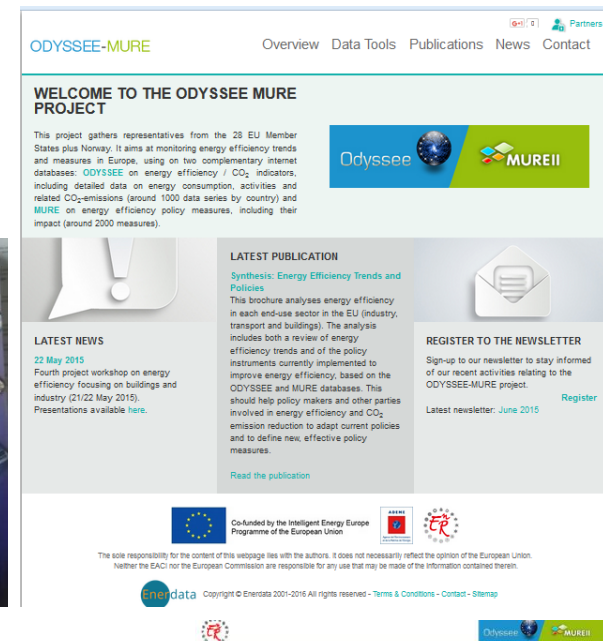 G+1 0 Partners
ODYSSEE-MURE Overview Data Tools Publications News Contact
WELCOME TO THE ODYSSEE MURE
PROJECT
This project gathers representatives from the 28 EU Member
States plus Norway. It aims at monitoring energy efficiency trends
and measures in Europe, using on two complementary internet
databases: ODYSSEE on energy efficiency / CO₂ indicators,
including detailed data on energy consumption, activities and
related CO₂-emissions (around 1000 data series by country) and
MURE on energy efficiency policy measures, including their
impact (around 2000 measures).
Odyssee MUREII
LATEST NEWS
22 May 2015
Fourth project workshop on energy
efficiency focusing on buildings and
industry (21/22 May 2015).
Presentations available here.
LATEST PUBLICATION
Synthesis: Energy Efficiency Trends and
Policies
This brochure analyses energy efficiency
in each end-use sector in the EU (industry,
transport and buildings). The analysis
includes both a review of energy
efficiency trends and of the policy
instruments currently implemented to
improve energy efficiency, based on the
ODYSSEE and MURE databases. This
should help policy makers and other parties
involved in energy efficiency and CO₂
emission reduction to adapt current policies
and to define new, effective policy
measures.
Read the publication
REGISTER TO THE NEWSLETTER
Sign-up to our newsletter to stay informed
of our recent activities relating to the
ODYSSEE-MURE project.
Register
Latest newsletter: June 2015
Co-funded by the Intelligent Energy Europe
Programme of the European Union
ADEME
EnR
The sole responsibility for the content of this webpage lies with the authors. It does not necessarily reflect the opinion of the European Union.
Neither the EACI nor the European Commission are responsible for any use that may be made of the information contained therein.
Enerdata Copyright © Enerdata 2001-2016 All rights reserved - Terms & Conditions - Contact - Sitemap
EnR Odyssee MUREII